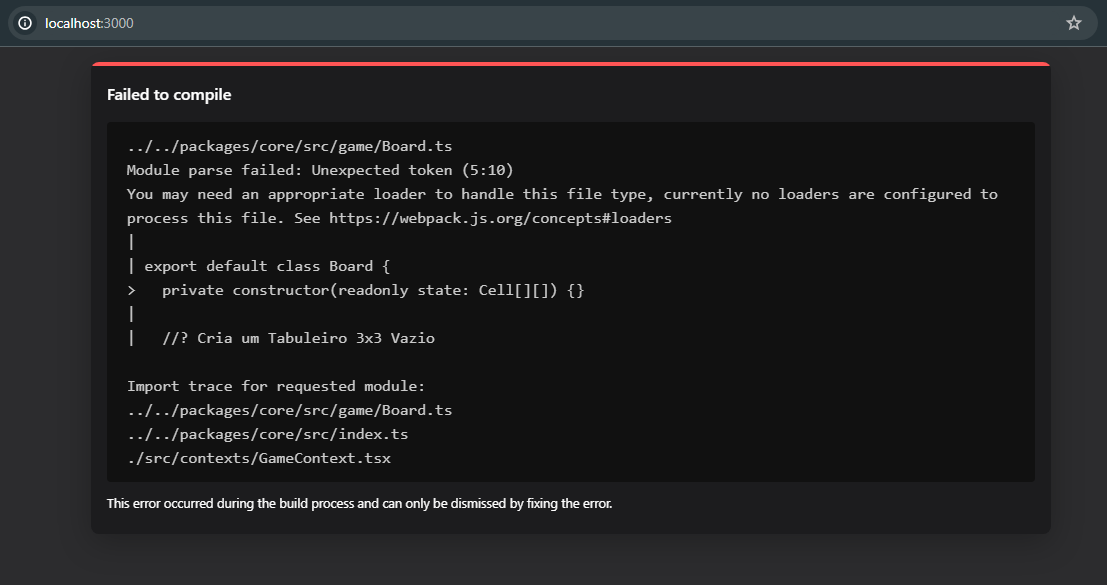 localhost:3000
Failed to compile
../../packages/core/src/game/Board.ts
Module parse failed: Unexpected token (5:10)
You may need an appropriate loader to handle this file type, currently no loaders are configured to
process this file. See https://webpack.js.org/concepts#loaders
|
| export default class Board {
>   private constructor(readonly state: Cell[][]) {}
|
|   //? Cria um Tabuleiro 3x3 Vazio
Import trace for requested module:
../../packages/core/src/game/Board.ts
../../packages/core/src/index.ts
./src/contexts/GameContext.tsx
This error occurred during the build process and can only be dismissed by fixing the error.